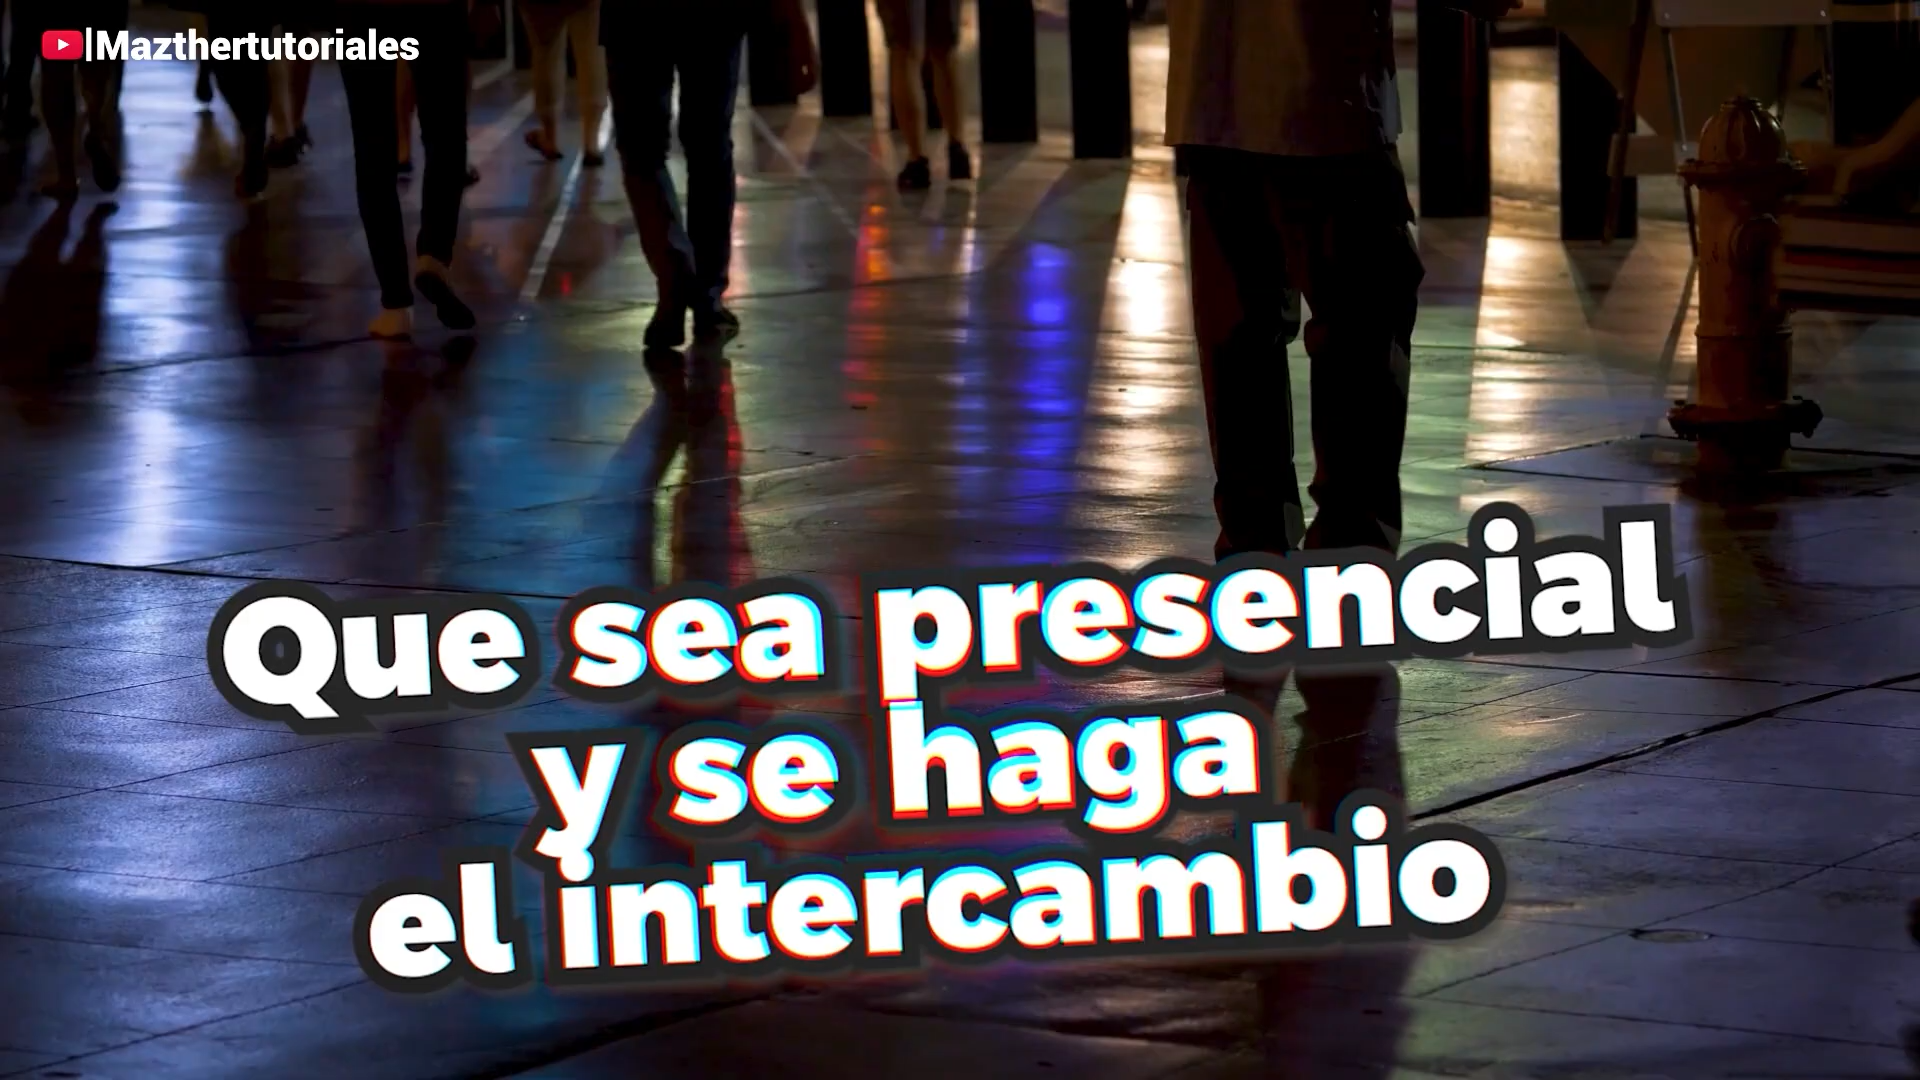 |Mazthertutoriales
Que sea presencial
y se haga
el intercambio